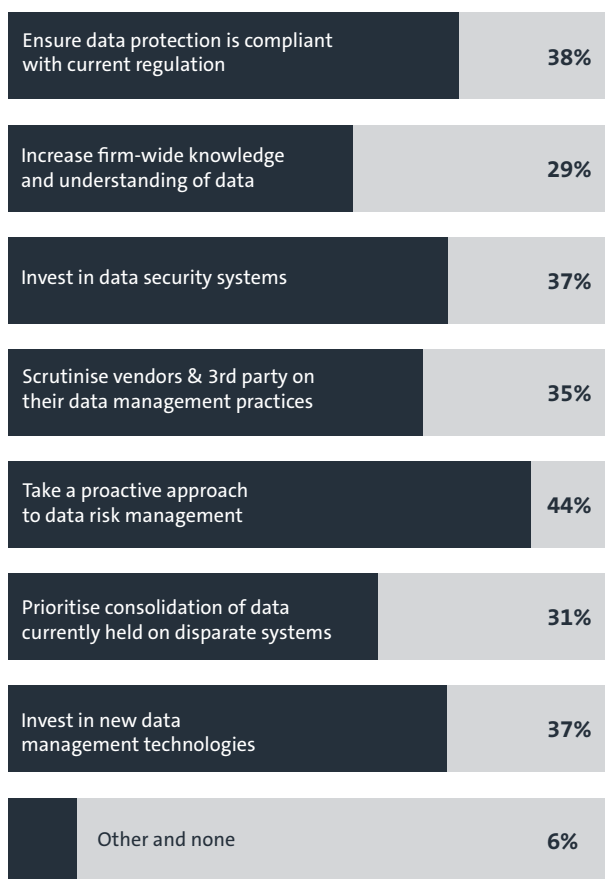 Ensure data protection is compliant
with current regulation
38%
Increase firm-wide knowledge
and understanding of data
29%
Invest in data security systems
37%
Scrutinise vendors & 3rd party on
their data management practices
35%
Take a proactive approach
to data risk management
44%
Prioritise consolidation of data
currently held on disparate systems
31%
Invest in new data
management technologies
37%
Other and none
6%